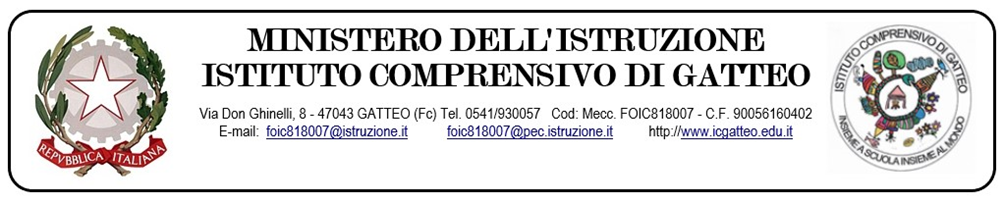 MINISTERO DELL'ISTRUZIONE
ISTITUTO COMPRENSIVO DI GATTEO
Via Don Ghinelli, 8 - 47043 GATTEO (Fc) Tel. 0541/930057 Cod: Mecc. FOIC818007 - C.F. 90056160402
E-mail: foic818007@istruzione.it foic818007@pec.istruzione.it http://www.icgatteo.edu.it
REPVBBLICA ITALIANA
ISTITUTO COMPRENSIVO DI GATTEO
INSIEME A SCUOLA INSIEME AL MONDO